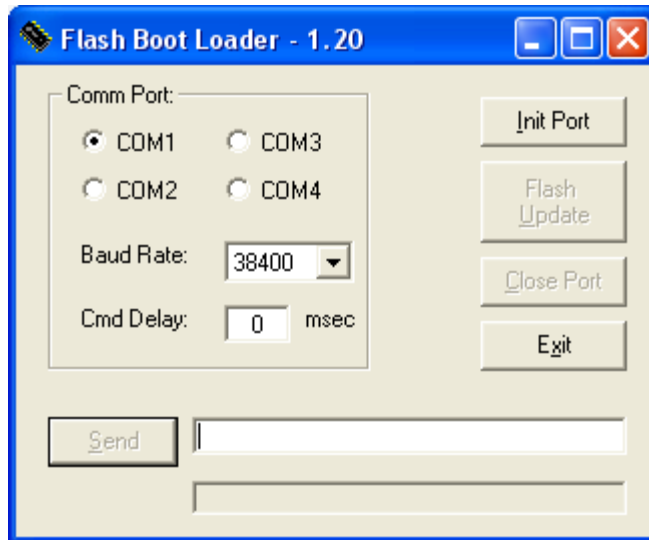 Flash Boot Loader - 1.20
Comm Port:
COM1
COM3
COM2
COM4
Baud Rate:
38400
Cmd Delay:
0
msec
Init Port
Flash
Update
Close Port
Exit
Send